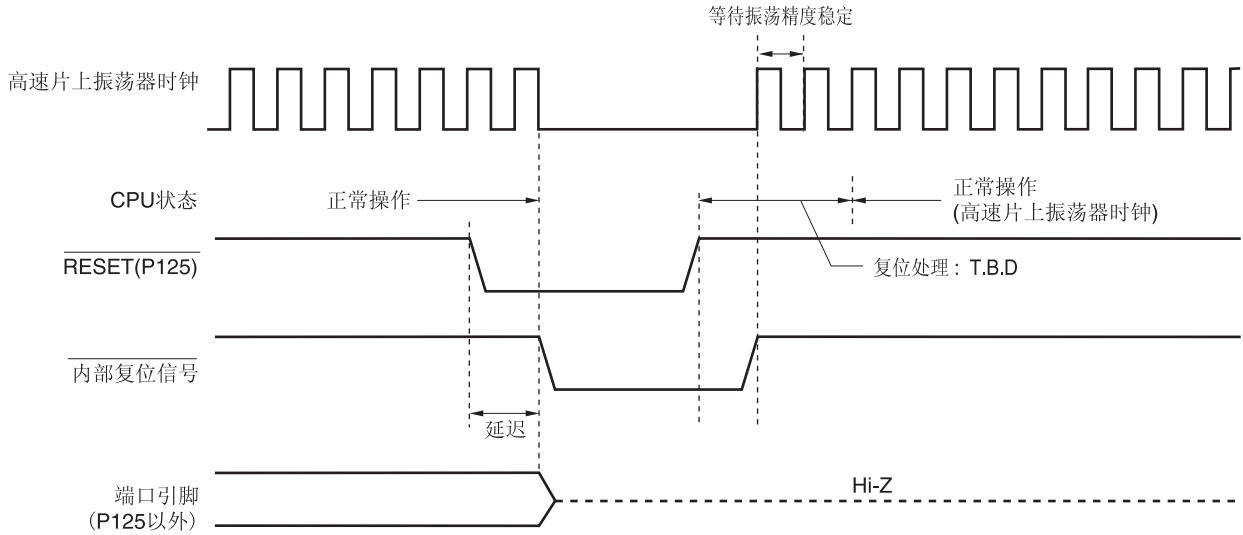 等待振荡精度稳定
高速片上振荡器时钟
CPU状态
正常操作
正常操作
(高速片上振荡器时钟)
RESET(P125)
复位处理: T.B.D
内部复位信号
延迟
端口引脚
(P125以外)
Hi-Z